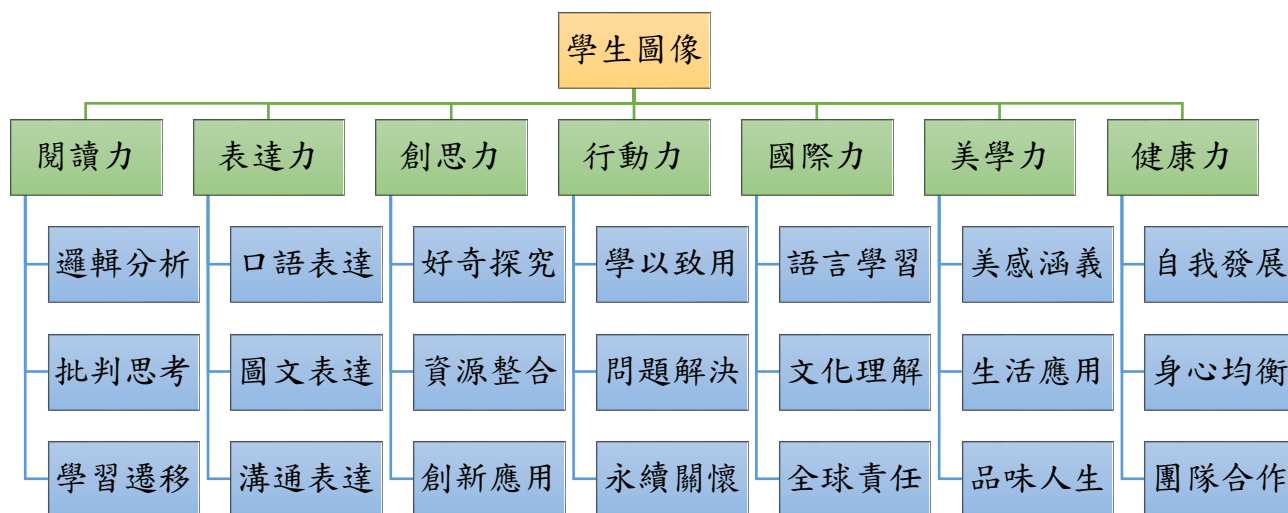 學生圖像
閱讀力
表達力
創思力
行動力
國際力
美學力
健康力
邏輯分析
批判思考
學習遷移
口語表達
圖文表達
溝通表達
好奇探究
資源整合
創新應用
學以致用
問題解決
永續關懷
語言學習
文化理解
全球責任
美感涵義
生活應用
品味人生
自我發展
身心均衡
團隊合作